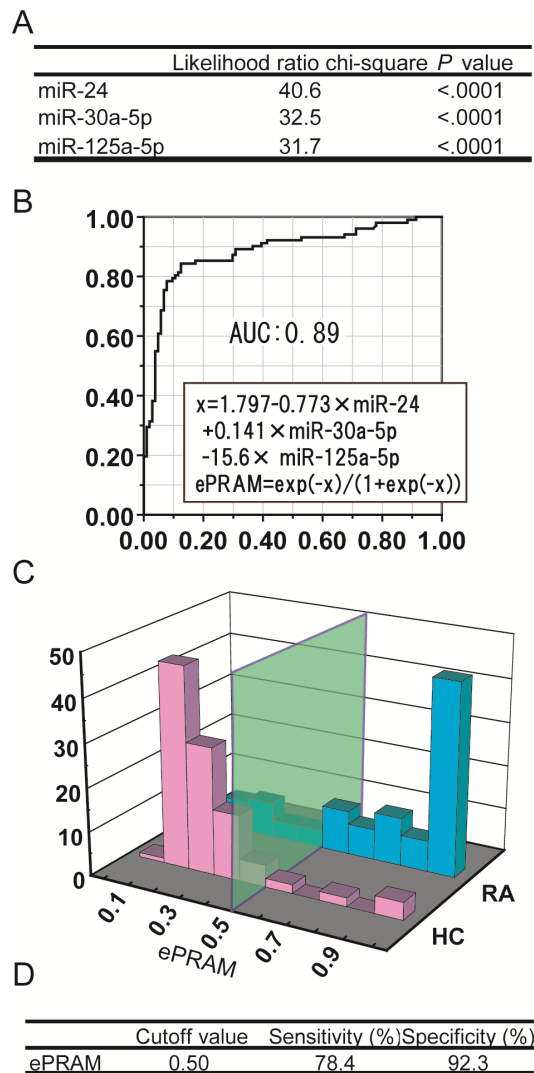 A
Likelihood ratio chi-square P value
miR-24 40.6 <.0001
miR-30a-5p 32.5 <.0001
miR-125a-5p 31.7 <.0001
B
1.00
0.80
0.60
0.40
0.20
0.00
AUC:0.89
x=1.797-0.773×miR-24
+0.141×miR-30a-5p
-15.6× miR-125a-5p
ePRAM=exp(-x)/(1+exp(-x))
0.00 0.20 0.40 0.60 0.80 1.00
C
50
40
30
20
10
0
0.1 0.3 0.5 0.7 0.9
ePRAM
RA
HC
D
Cutoff value Sensitivity (%) Specificity (%)
ePRAM 0.50 78.4 92.3